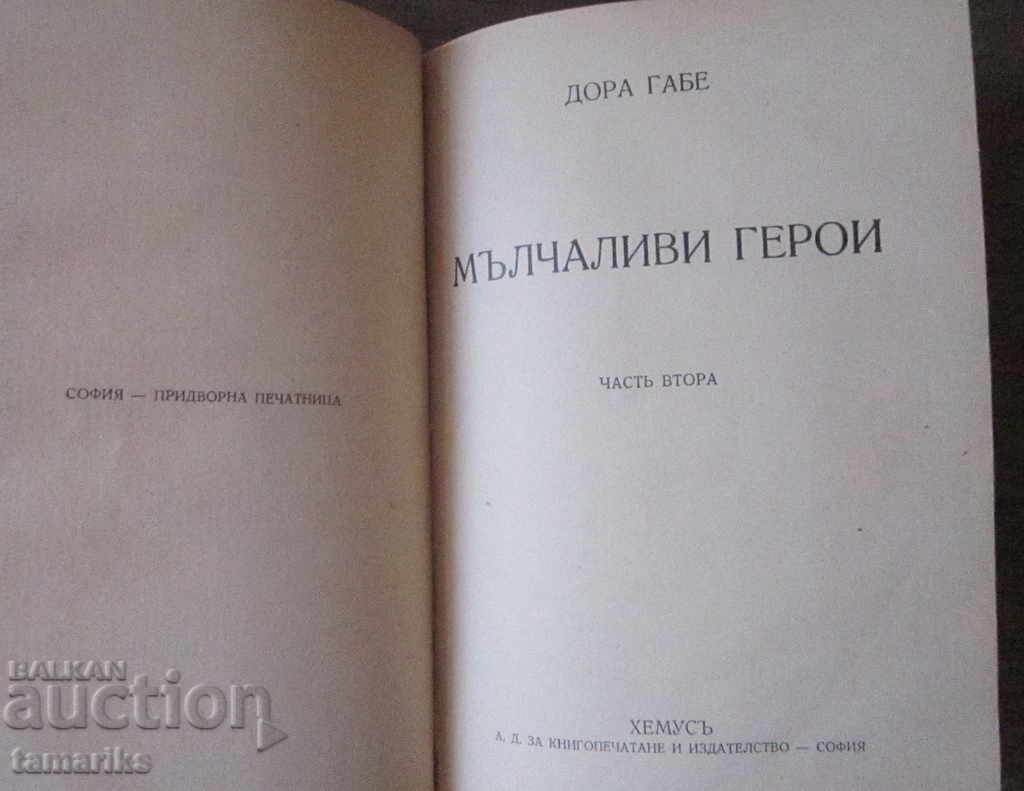 СОФИЯ — ПРИДВОРНА ПЕЧАТНИЦА
ДОРА ГАБЕ
МЪЛЧАЛИВИ ГЕРОИ
ЧАСТЬ ВТОРА
ХЕМУСЪ
А. Д. ЗА КНИГОПЕЧАТАНЕ И ИЗДАТЕЛСТВО — СОФИЯ
BALKAN
auction
tamariks